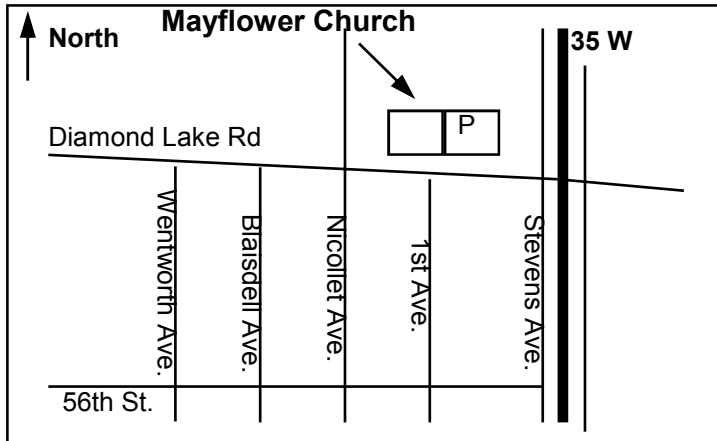 Mayflower Church
North
35 W
P
Diamond Lake Rd
Wentworth Ave.
Blaisdell Ave.
Nicollet Ave.
1st Ave.
Stevens Ave.
56th St.